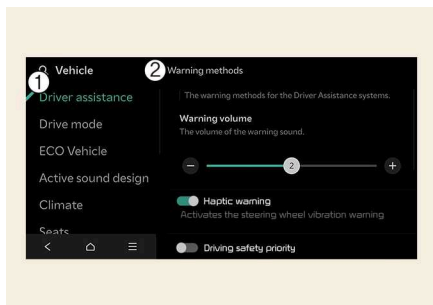 Vehicle
1
Driver assistance
Drive mode
ECO Vehicle
Active sound design
Climate
Seats
2
Warning methods
The warning methods for the Driver Assistance systems.
Warning volume
The volume of the warning sound.
2
Haptic warning
Activates the steering wheel vibration warning
Driving safety priority